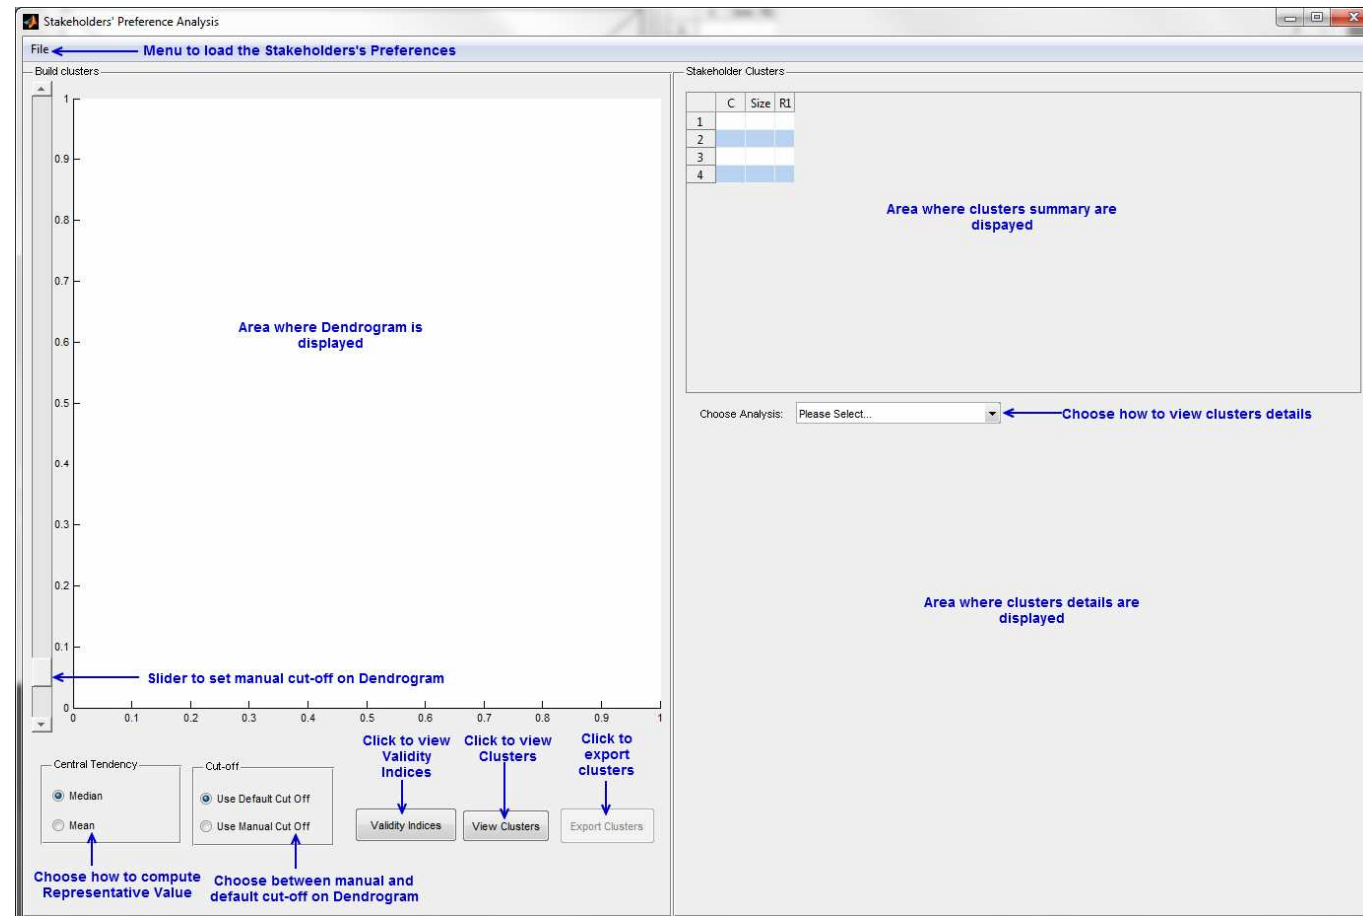 Stakeholders' Preference Analysis
File
Menu to load the Stakeholders's Preferences
Build clusters
Stakeholder Clusters
1
0.9
0.8
0.7
0.6
0.5
0.4
0.3
0.2
0.1
0
Area where Dendrogram is
displayed
Slider to set manual cut-off on Dendrogram
0 0.1 0.2 0.3 0.4 0.5 0.6 0.7 0.8 0.9 1
C Size R1
1
2
3
4
Area where clusters summary are
dispayed
Choose Analysis: Please Select...
Choose how to view clusters details
Area where clusters details are
displayed
Central Tendency
Median
Mean
Choose how to compute
Representative Value
Cut-off
Use Default Cut Off
Use Manual Cut Off
Choose between manual and
default cut-off on Dendrogram
Click to view
Validity
Indices
Validity Indices
Click to view
Clusters
View Clusters
Click to
export
clusters
Export Clusters